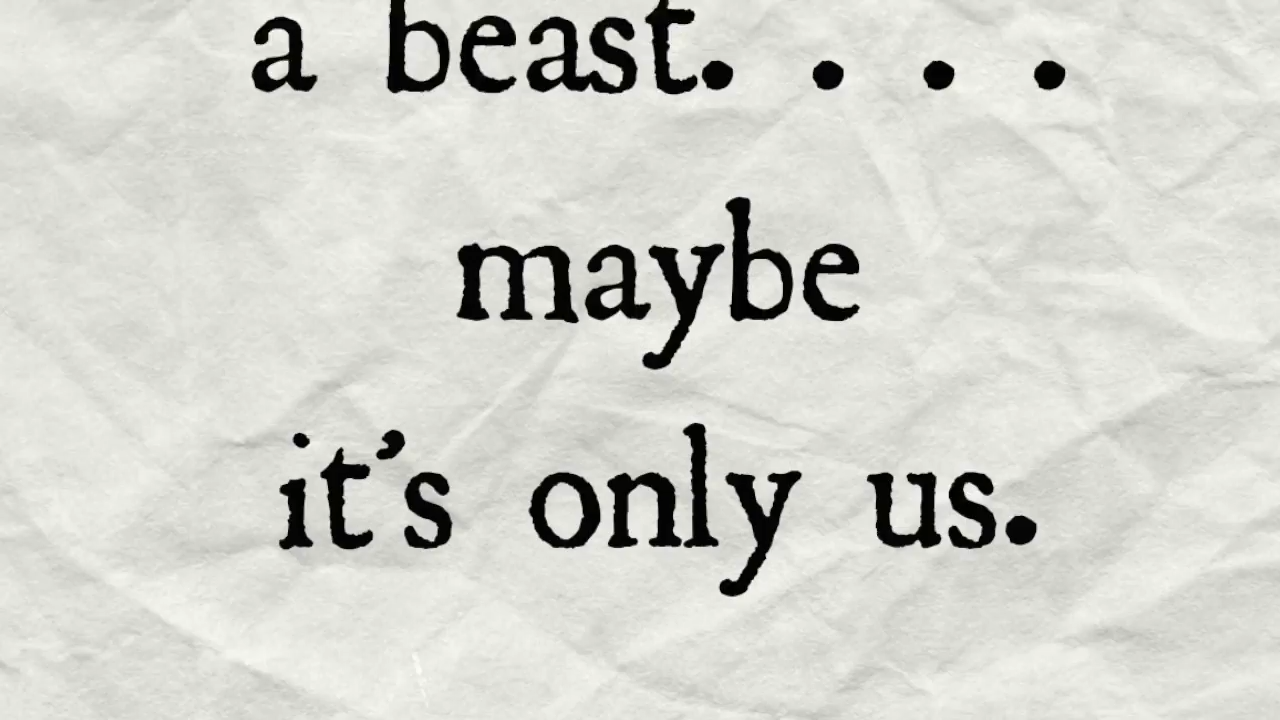 a beast. . . .
maybe
it’s only us.